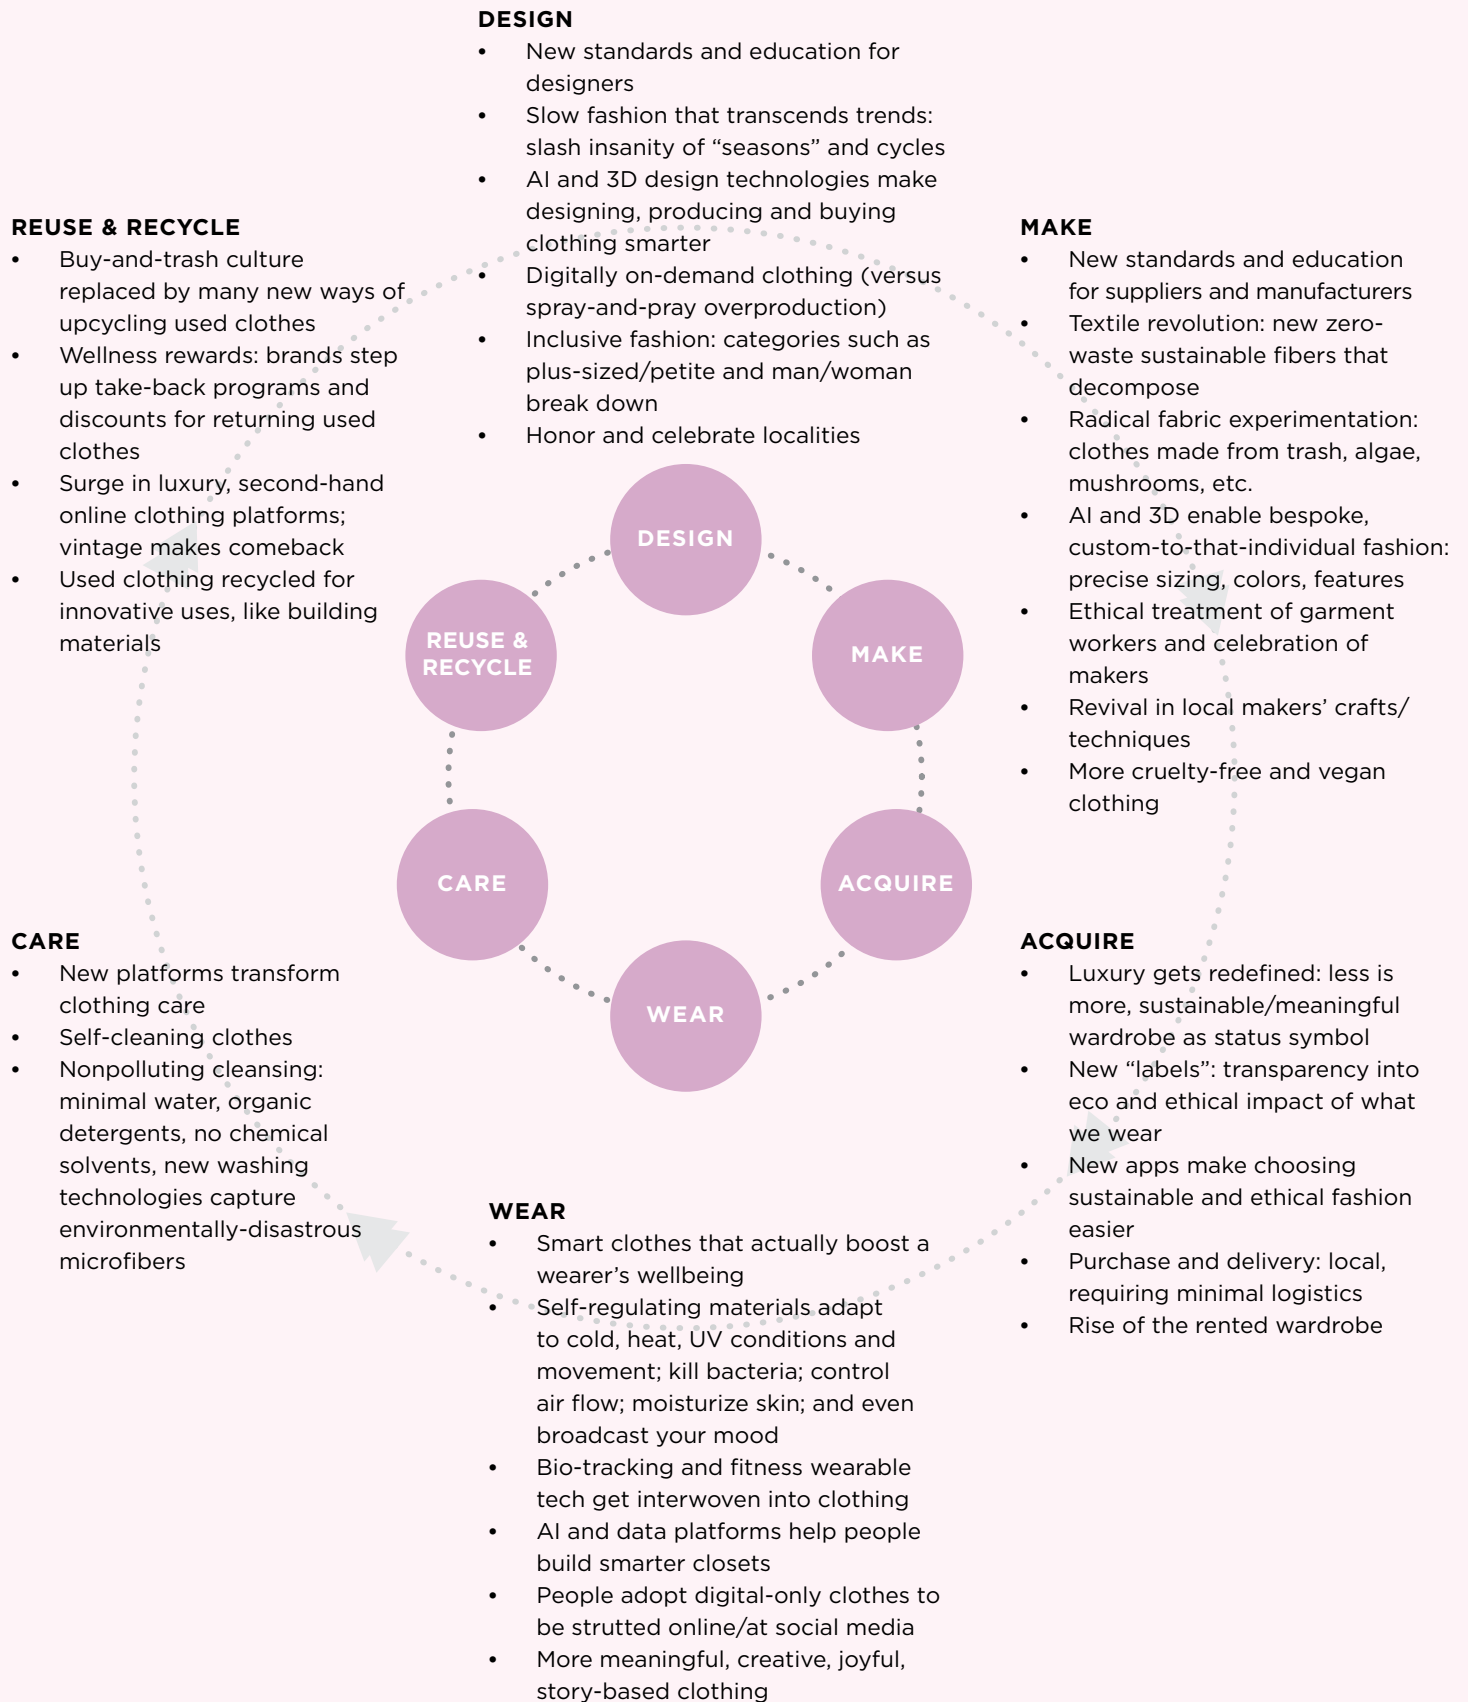 DESIGN
• New standards and education for
designers
• Slow fashion that transcends trends:
slash insanity of “seasons” and cycles
• AI and 3D design technologies make
designing, producing and buying
clothing smarter
• Digitally on-demand clothing (versus
spray-and-pray overproduction)
• Inclusive fashion: categories such as
plus-sized/petite and man/woman
break down
• Honor and celebrate localities
REUSE & RECYCLE
• Buy-and-trash culture
replaced by many new ways of
upcycling used clothes
• Wellness rewards: brands step
up take-back programs and
discounts for returning used
clothes
• Surge in luxury, second-hand
online clothing platforms;
vintage makes comeback
• Used clothing recycled for
innovative uses, like building
materials
MAKE
• New standards and education
for suppliers and manufacturers
• Textile revolution: new zero-
waste sustainable fibers that
decompose
• Radical fabric experimentation:
clothes made from trash, algae,
mushrooms, etc.
• AI and 3D enable bespoke,
custom-to-that-individual fashion:
precise sizing, colors, features
• Ethical treatment of garment
workers and celebration of
makers
• Revival in local makers’ crafts/
techniques
• More cruelty-free and vegan
clothing
DESIGN
REUSE &
RECYCLE
MAKE
CARE
ACQUIRE
WEAR
CARE
• New platforms transform
clothing care
• Self-cleaning clothes
• Nonpolluting cleansing:
minimal water, organic
detergents, no chemical
solvents, new washing
technologies capture
environmentally-disastrous
microfibers
ACQUIRE
• Luxury gets redefined: less is
more, sustainable/meaningful
wardrobe as status symbol
• New “labels”: transparency into
eco and ethical impact of what
we wear
• New apps make choosing
sustainable and ethical fashion
easier
• Purchase and delivery: local,
requiring minimal logistics
• Rise of the rented wardrobe
WEAR
• Smart clothes that actually boost a
wearer’s wellbeing
• Self-regulating materials adapt
to cold, heat, UV conditions and
movement; kill bacteria; control
air flow; moisturize skin; and even
broadcast your mood
• Bio-tracking and fitness wearable
tech get interwoven into clothing
• AI and data platforms help people
build smarter closets
• People adopt digital-only clothes to
be strutted online/at social media
• More meaningful, creative, joyful,
story-based clothing